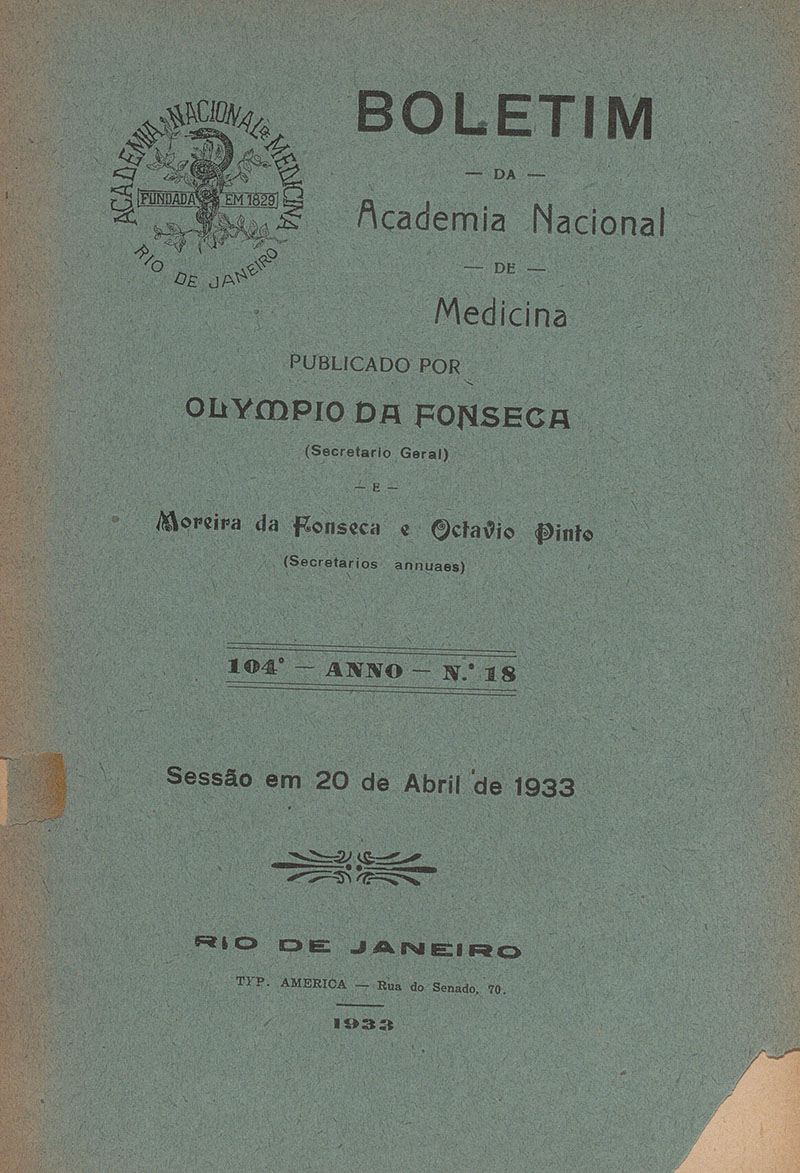 ACADEMIA NACIONAL DE MEDICINA
FUNDADA EM 1829
RIO DE JANEIRO
BOLETIM
— DA —
Academia Nacional
— DE —
Medicina
PUBLICADO POR
OLYMPIO DA FONSECA
(Secretario Geral)
— E —
Moreira da Fonseca e Octavio Pinto
(Secretarios annuaes)
104° — ANNO — N.° 18
Sessão em 20 de Abril de 1933
RIO DE JANEIRO
TYP. AMERICA — Rua do Senado, 70.
1933